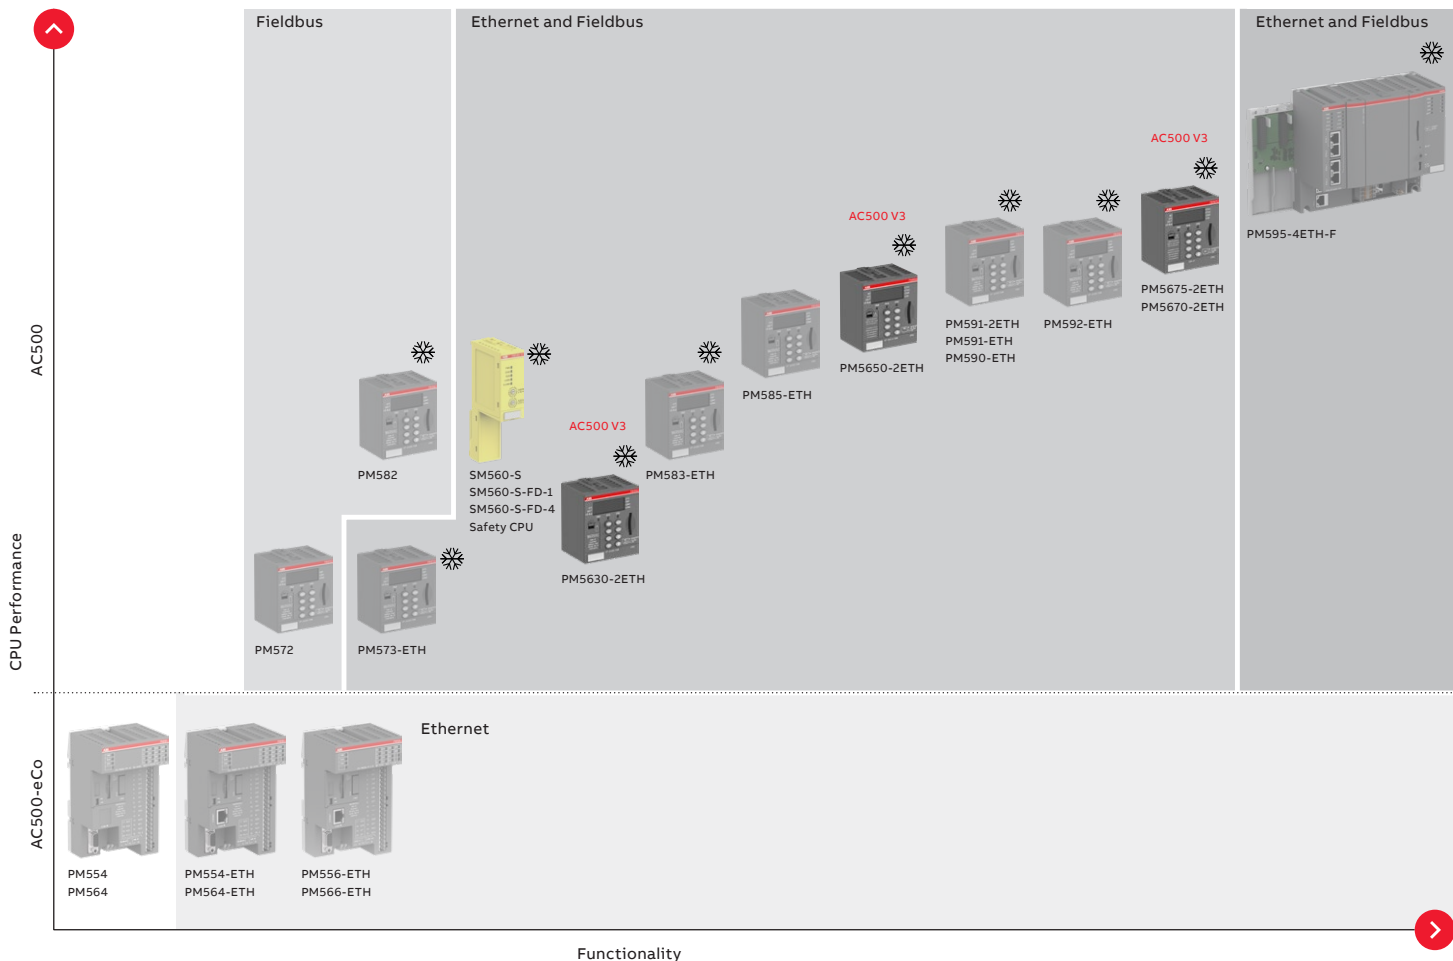 Fieldbus
Ethernet and Fieldbus
Ethernet and Fieldbus
AC500 V3
AC500 V3
PM595-4ETH-F
PM5675-2ETH
PM5670-2ETH
PM591-2ETH
PM591-ETH
PM590-ETH
PM592-ETH
PM5650-2ETH
PM585-ETH
AC500
AC500 V3
PM582
SM560-S
SM560-S-FD-1
SM560-S-FD-4
Safety CPU
PM583-ETH
PM5630-2ETH
CPU Performance
PM572
PM573-ETH
Ethernet
AC500-eCo
PM554
PM564
PM554-ETH
PM564-ETH
PM556-ETH
PM566-ETH
Functionality